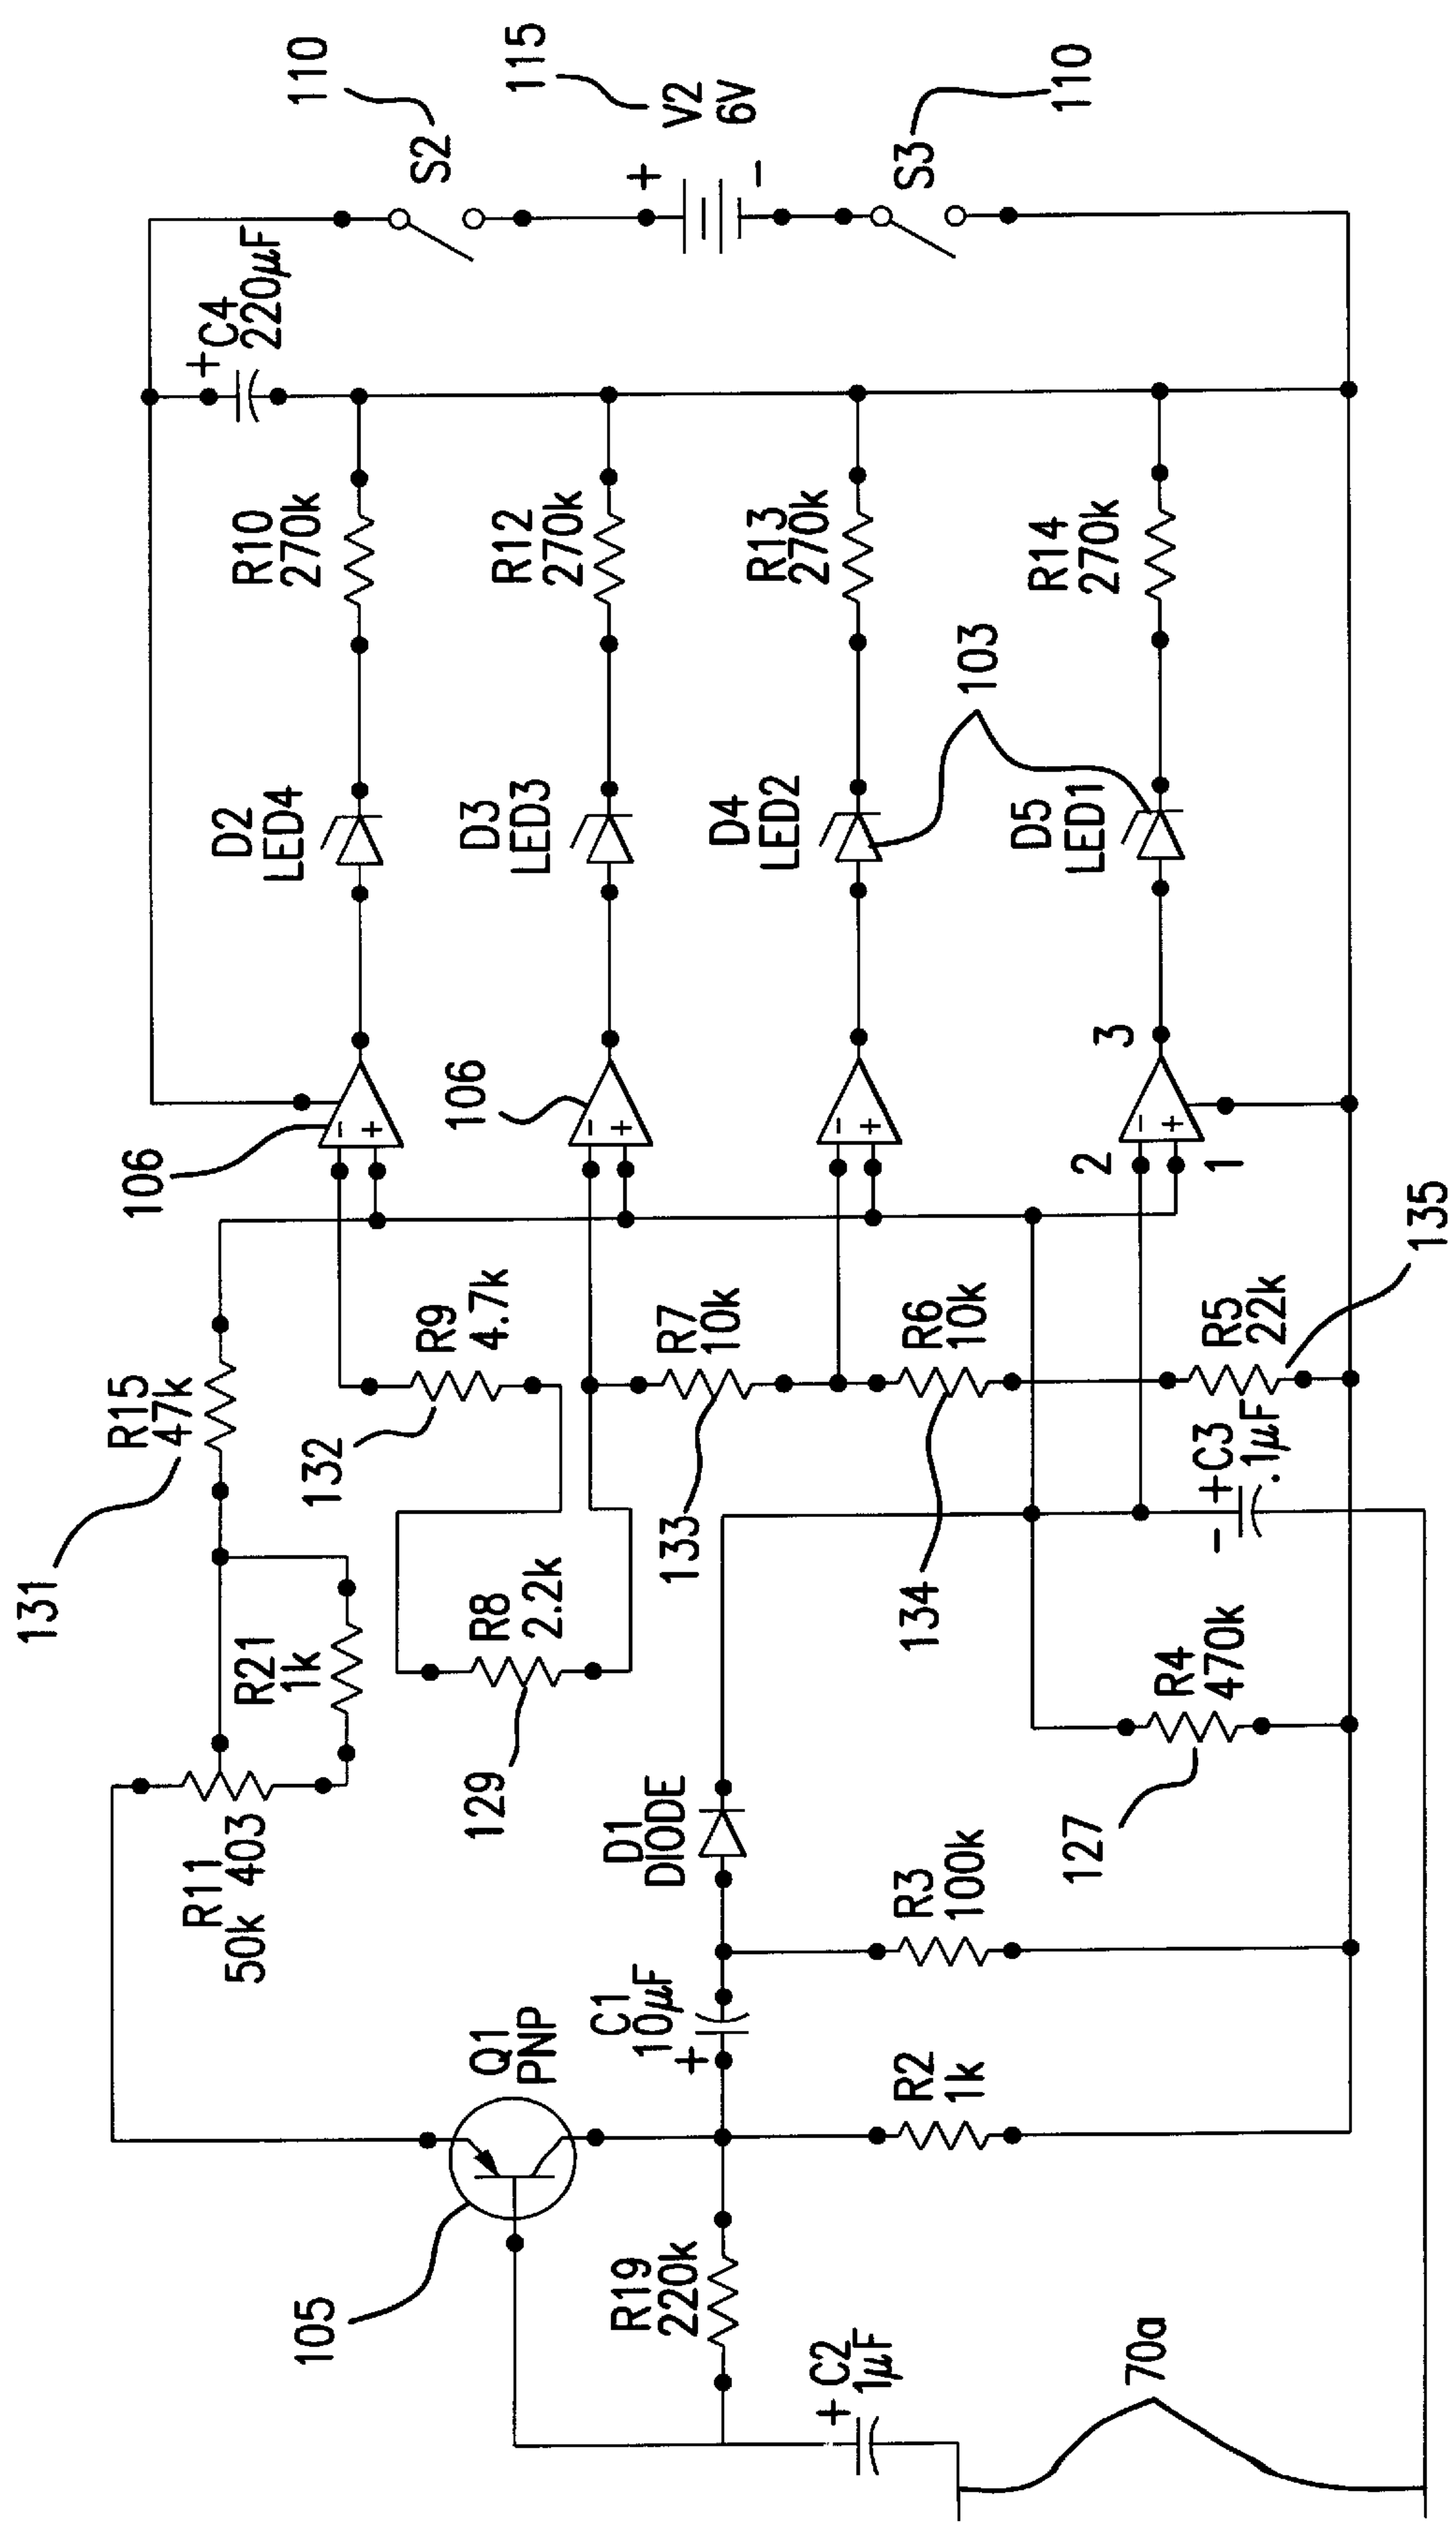 110
115
S2
V2
6V
+
-
S3
110
+C4
220µF
R10
270k
R12
270k
R13
270k
R14
270k
103
D2
LED4
D3
LED3
D4
LED2
D5
LED1
106
106
-
+
-
+
-
+
-
+
3
2
1
135
131
R15
47k
R9
4.7k
132
R7
10k
133
R6
10k
134
R5
22k
+C3
- .1µF
R21
1k
R8
2.2k
129
R4
470k
127
R11
50k 403
D1
DIODE
R3
100k
Q1
PNP
C1
10µF
+
R2
1k
105
R19
220k
+C2
1µF
70a